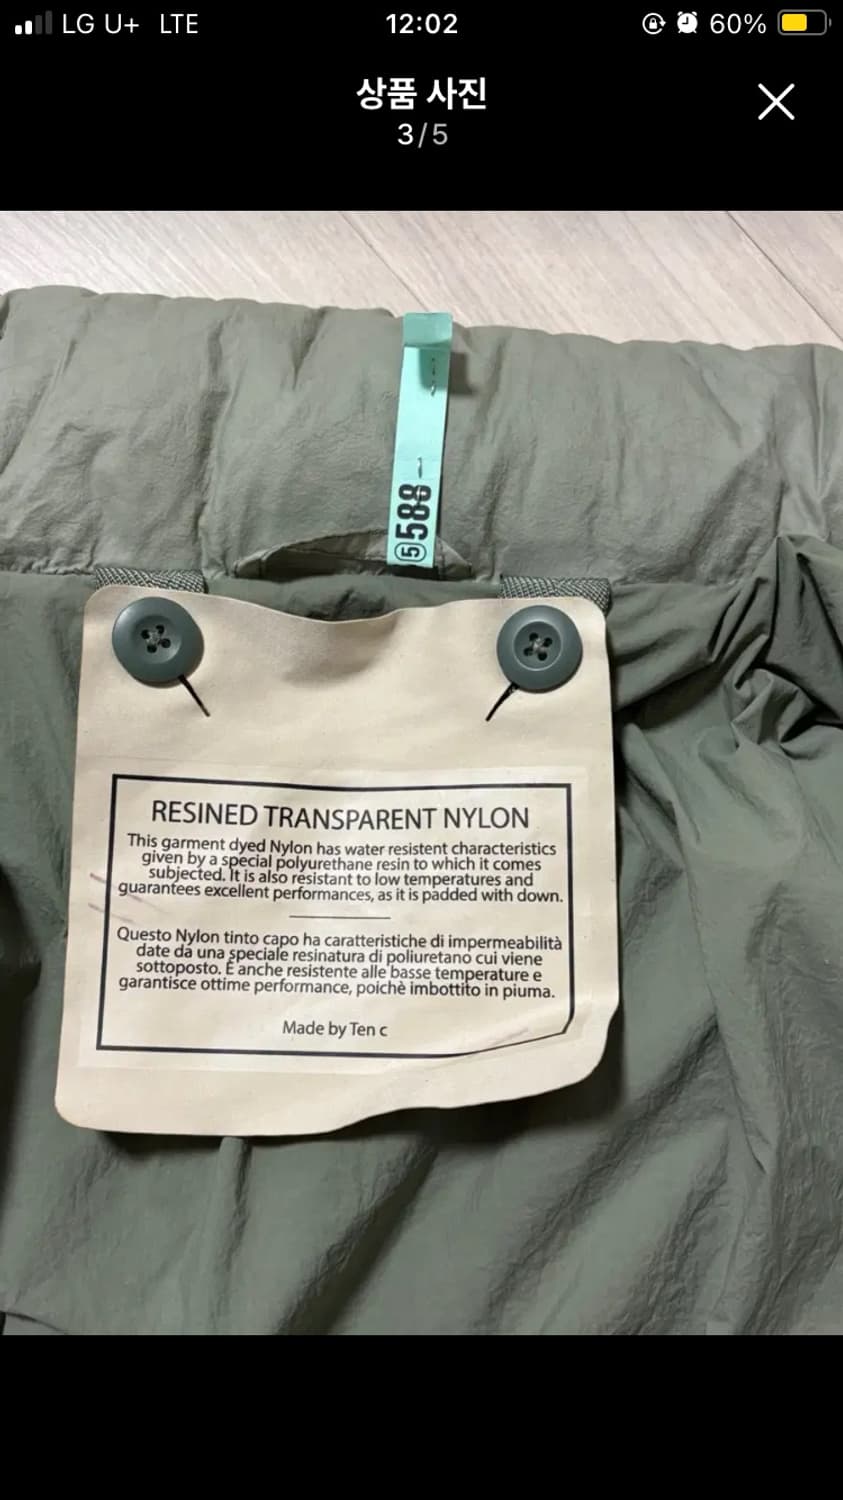 LG U+ LTE 12:02 60%
상품 사진
3/5
⑤588
RESINED TRANSPARENT NYLON
This garment dyed Nylon has water resistent characteristics
given by a special polyurethane resin to which it comes
subjected. It is also resistant to low temperatures and
guarantees excellent performances, as it is padded with down.
Questo Nylon tinto capo ha caratteristiche di impermeabilità
date da una speciale resinatura di poliuretano cui viene
sottoposto. È anche resistente alle basse temperature e
garantisce ottime performance, poichè imbottito in piuma.
Made by Ten c